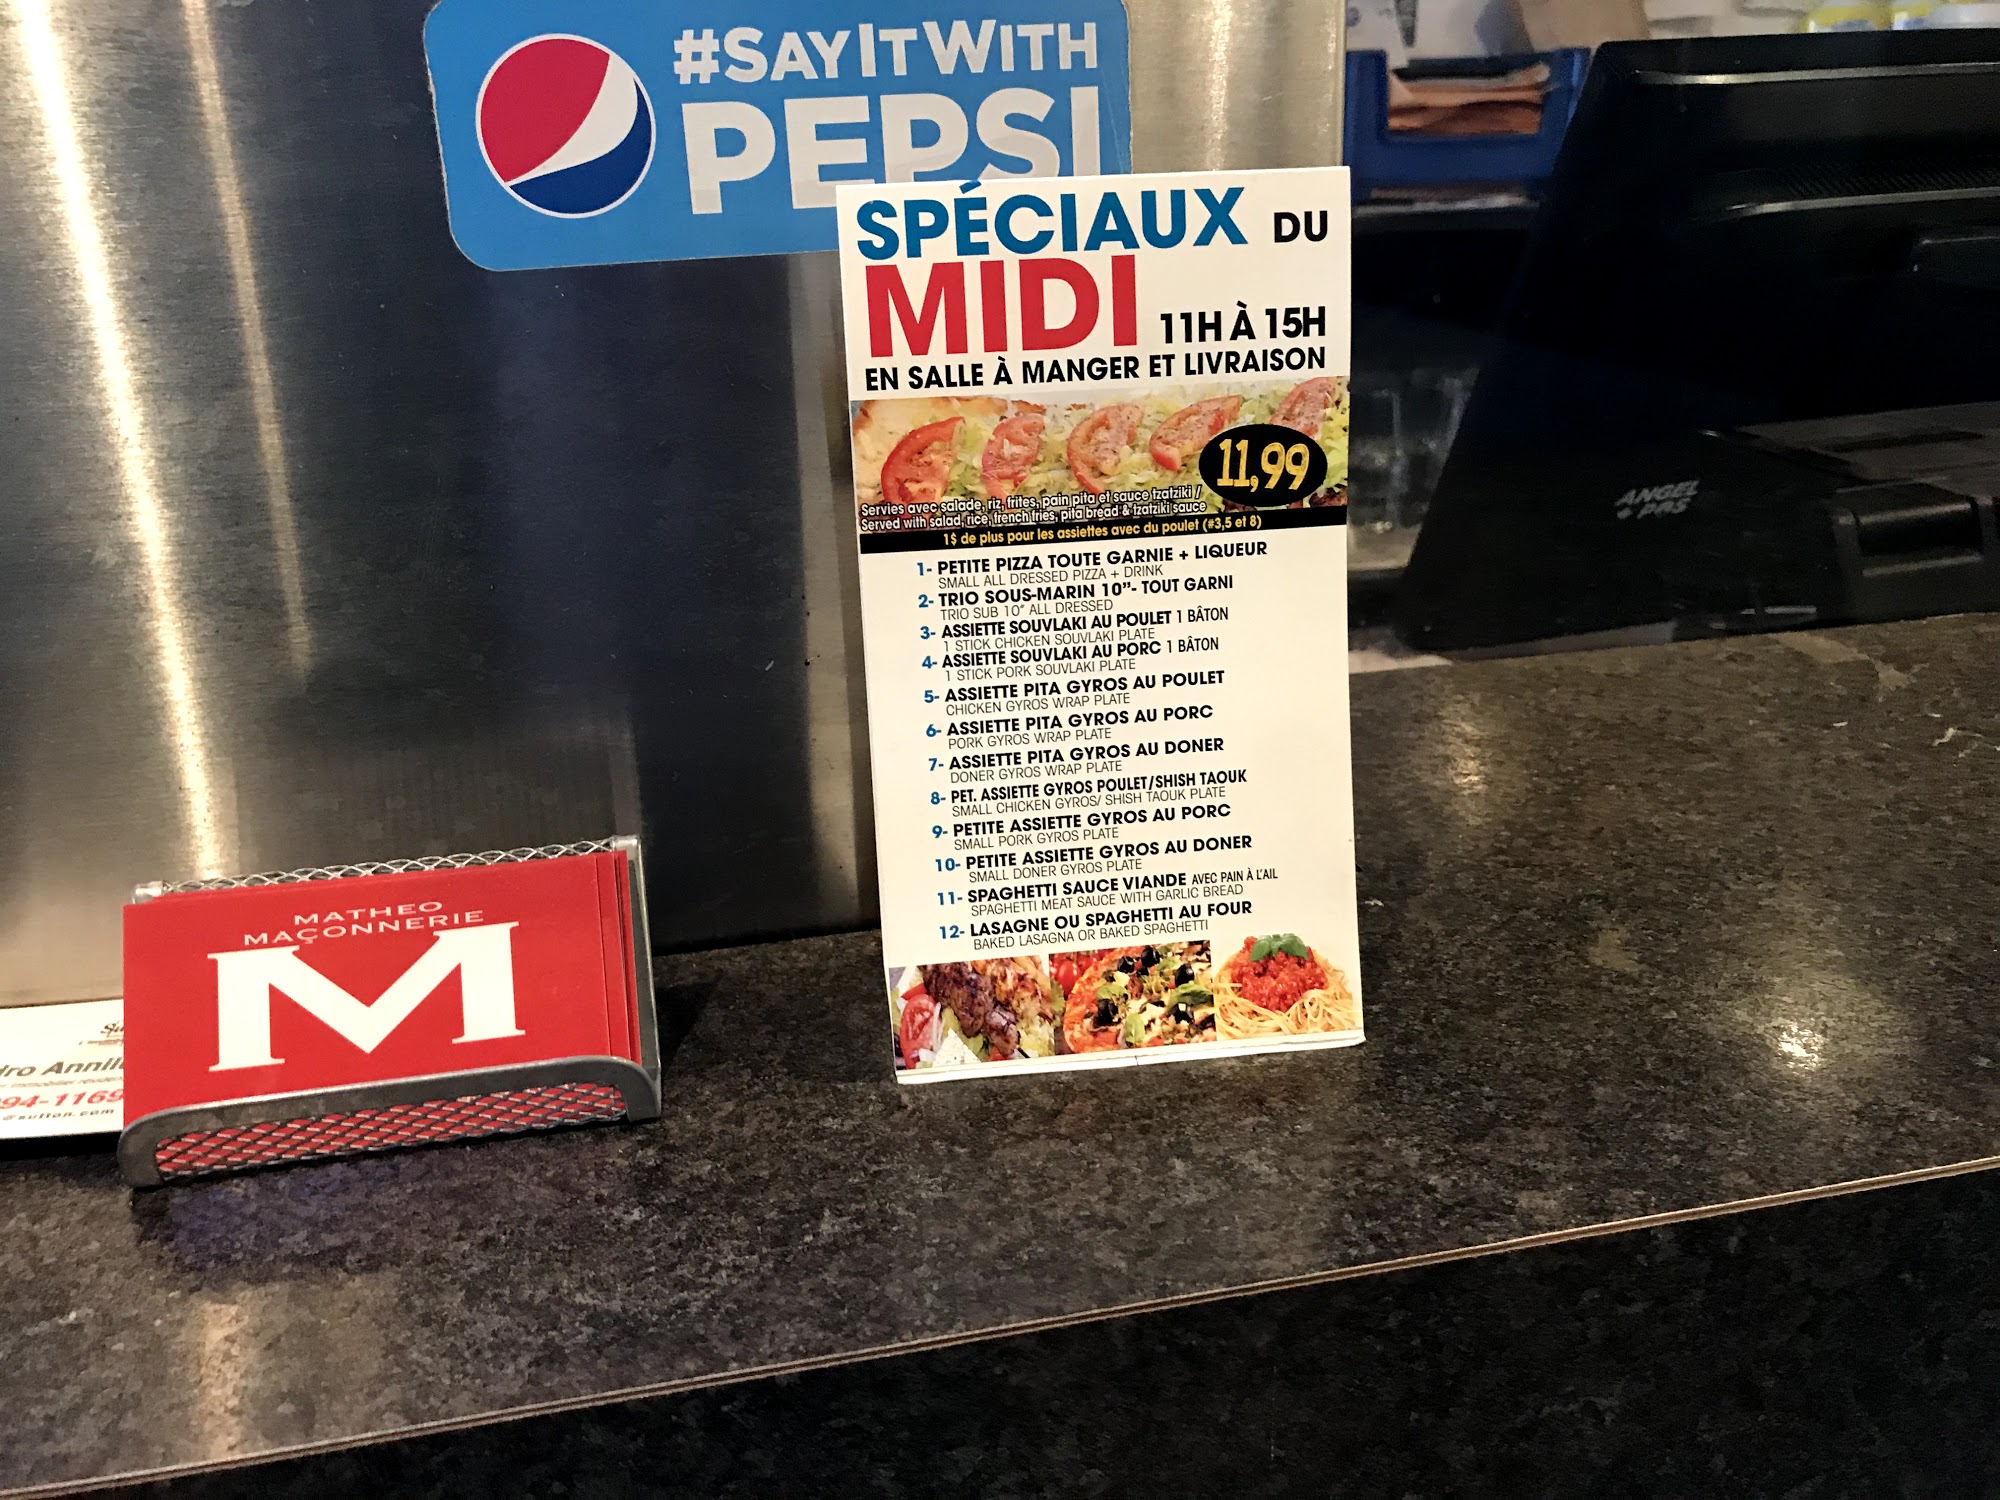 #SAYITWITH
PEPSI
SPÉCIAUX DU
MIDI 11H À 15H
EN SALLE À MANGER ET LIVRAISON
11,99
Servies avec salade, riz, frites, pain pita et sauce tzatziki /
Served with salad, rice, french fries, pita bread & tzatziki sauce
1$ de plus pour les assiettes avec du poulet (#3,5 et 8)
1- PETITE PIZZA TOUTE GARNIE + LIQUEUR
SMALL ALL DRESSED PIZZA + DRINK
2- TRIO SOUS-MARIN 10"- TOUT GARNI
TRIO SUB 10" ALL DRESSED
3- ASSIETTE SOUVLAKI AU POULET 1 BÂTON
1 STICK CHICKEN SOUVLAKI PLATE
4- ASSIETTE SOUVLAKI AU PORC 1 BÂTON
1 STICK PORK SOUVLAKI PLATE
5- ASSIETTE PITA GYROS AU POULET
CHICKEN GYROS WRAP PLATE
6- ASSIETTE PITA GYROS AU PORC
PORK GYROS WRAP PLATE
7- ASSIETTE PITA GYROS AU DONER
DONER GYROS WRAP PLATE
8- PET. ASSIETTE GYROS POULET/SHISH TAOUK
SMALL CHICKEN GYROS/ SHISH TAOUK PLATE
9- PETITE ASSIETTE GYROS AU PORC
SMALL PORK GYROS PLATE
10- PETITE ASSIETTE GYROS AU DONER
SMALL DONER GYROS PLATE
11- SPAGHETTI SAUCE VIANDE AVEC PAIN À L'AIL
SPAGHETTI MEAT SAUCE WITH GARLIC BREAD
12- LASAGNE OU SPAGHETTI AU FOUR
BAKED LASAGNA OR BAKED SPAGHETTI
ANGEL
POS
MATHEO
MAÇONNERIE
M
94-1169
@sutton.com